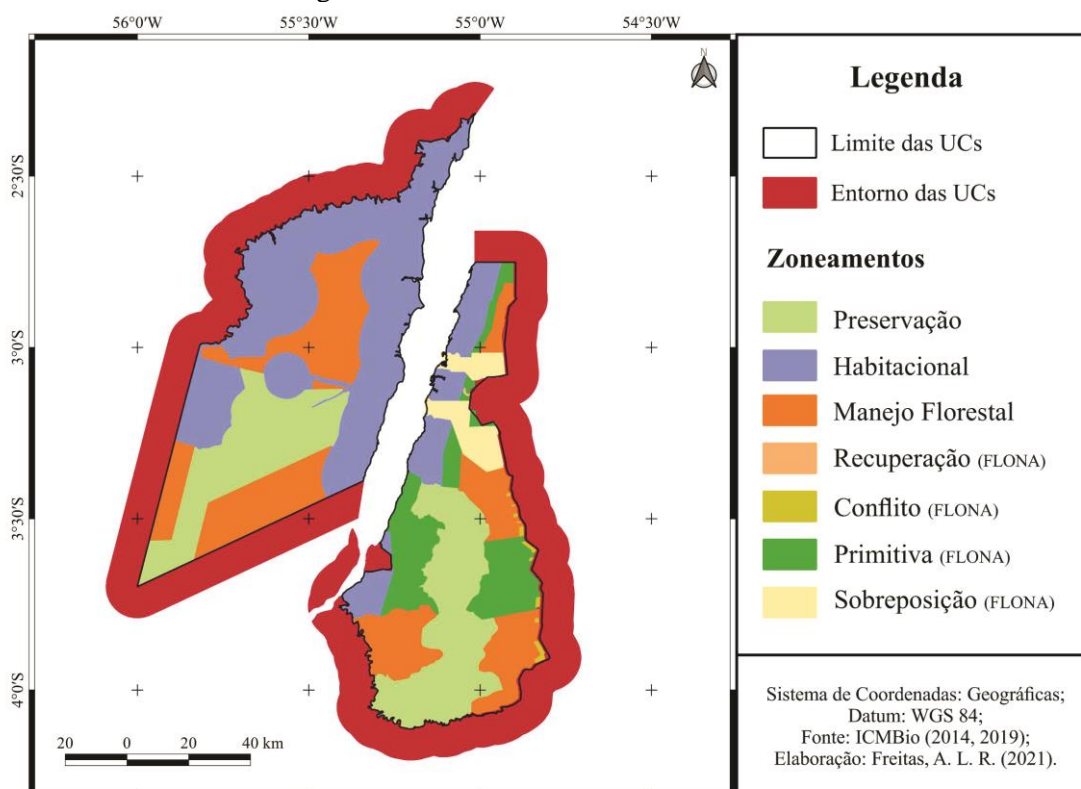 56°0'W 55°30'W 55°0'W 54°30'W
N
2°30'S
3°0'S
3°30'S
4°0'S
20 0 20 40 km
Legenda
Limite das UCs
Entorno das UCs
Zoneamentos
Preservação
Habitacional
Manejo Florestal
Recuperação (FLONA)
Conflito (FLONA)
Primitiva (FLONA)
Sobreposição (FLONA)
Sistema de Coordenadas: Geográficas;
Datum: WGS 84;
Fonte: ICMBio (2014, 2019);
Elaboração: Freitas, A. L. R. (2021).